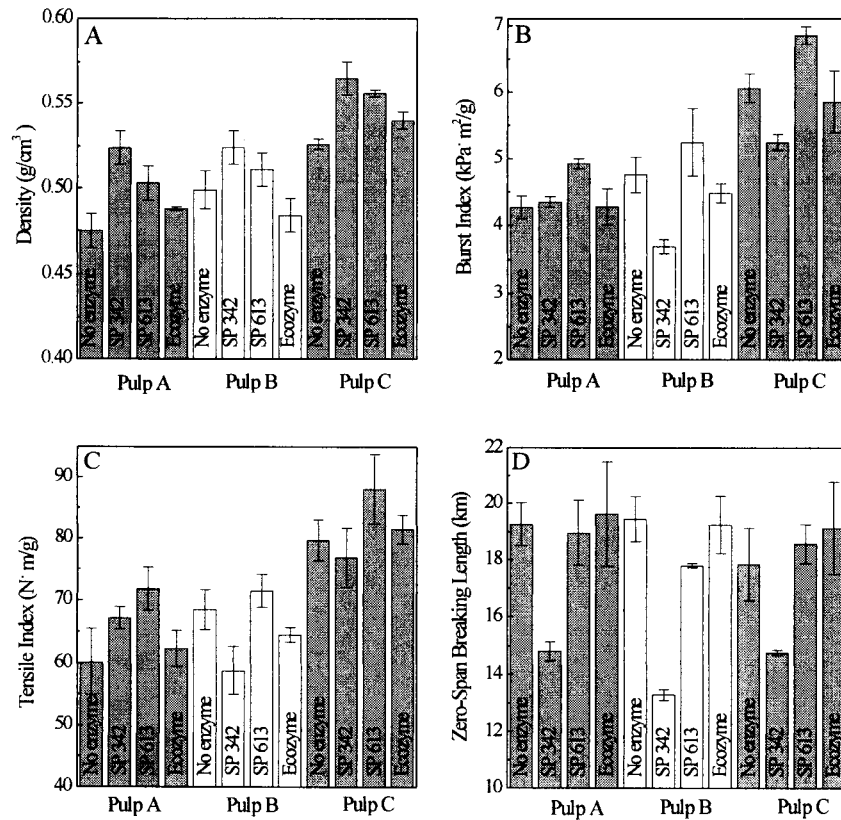 A
Density (g/cm³)
0.60
0.55
0.50
0.45
0.40
No enzyme
SP 342
SP 613
Ecozyme
No enzyme
SP 342
SP 613
Ecozyme
No enzyme
SP 342
SP 613
Ecozyme
Pulp A Pulp B Pulp C
B
Burst Index (kPa· m²/g)
7
6
5
4
3
2
No enzyme
SP 342
SP 613
Ecozyme
No enzyme
SP 342
SP 613
Ecozyme
No enzyme
SP 342
SP 613
Ecozyme
Pulp A Pulp B Pulp C
C
Tensile Index (N· m/g)
90
80
70
60
50
40
No enzyme
SP 342
SP 613
Ecozyme
No enzyme
SP 342
SP 613
Ecozyme
No enzyme
SP 342
SP 613
Ecozyme
Pulp A Pulp B Pulp C
D
Zero-Span Breaking Length (km)
22
20
18
16
14
12
10
No enzyme
SP 342
SP 613
Ecozyme
No enzyme
SP 342
SP 613
Ecozyme
No enzyme
SP 342
SP 613
Ecozyme
Pulp A Pulp B Pulp C